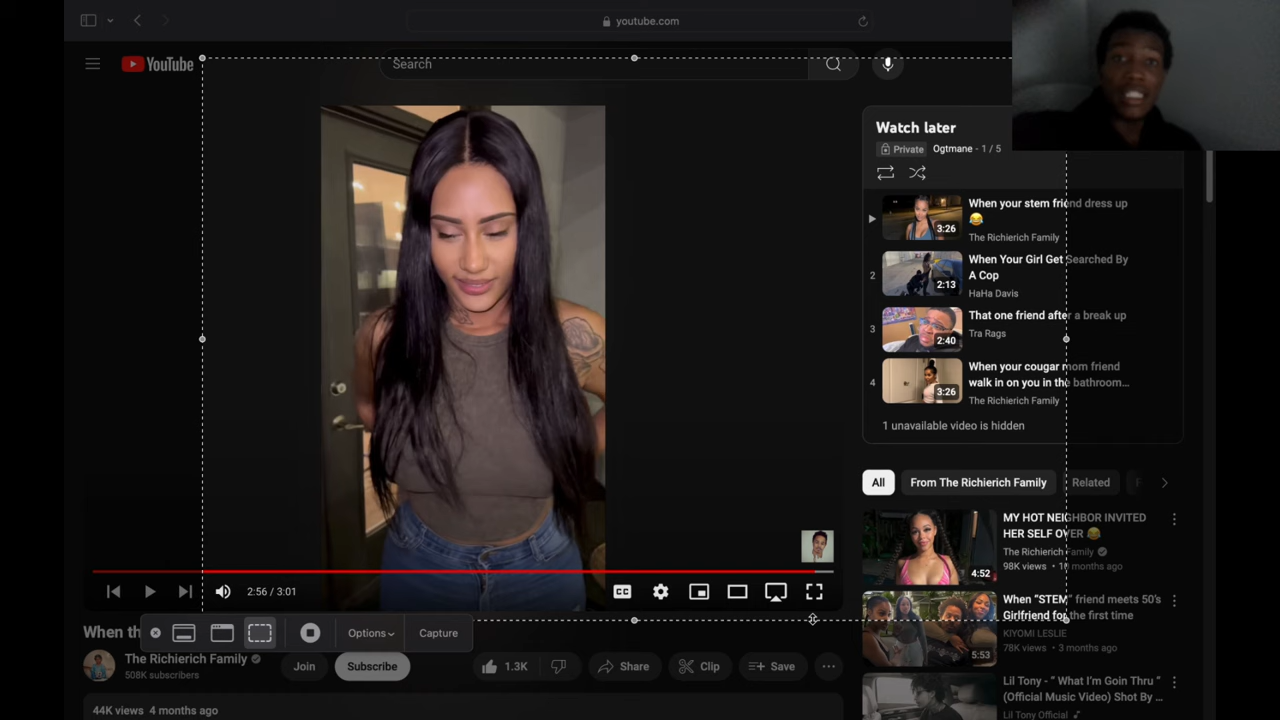 youtube.com
YouTube
Search
Watch later
Private Ogtmane - 1 / 5
When your stem friend dress up
😂
3:26
The Richierich Family
2
When Your Girl Get Searched By
A Cop
2:13
HaHa Davis
3
That one friend after a break up
2:40
Tra Rags
4
When your cougar mom friend
walk in on you in the bathroom...
3:26
The Richierich Family
1 unavailable video is hidden
All From The Richierich Family Related
MY HOT NEIGHBOR INVITED
HER SELF OVER 😂
The Richierich Family
98K views
months ago
4:52
When “STEM” friend meets 50’s
Girlfriend for the first time
KIYOMI LESLIE
78K views • 3 months ago
5:53
Lil Tony - “ What I’m Goin Thru ”
(Official Music Video) Shot By ...
Lil Tony Official
2:56 / 3:01
CC
Options Capture
When th
The Richierich Family
508K subscribers
Join Subscribe 1.3K Share Clip Save
44K views 4 months ago